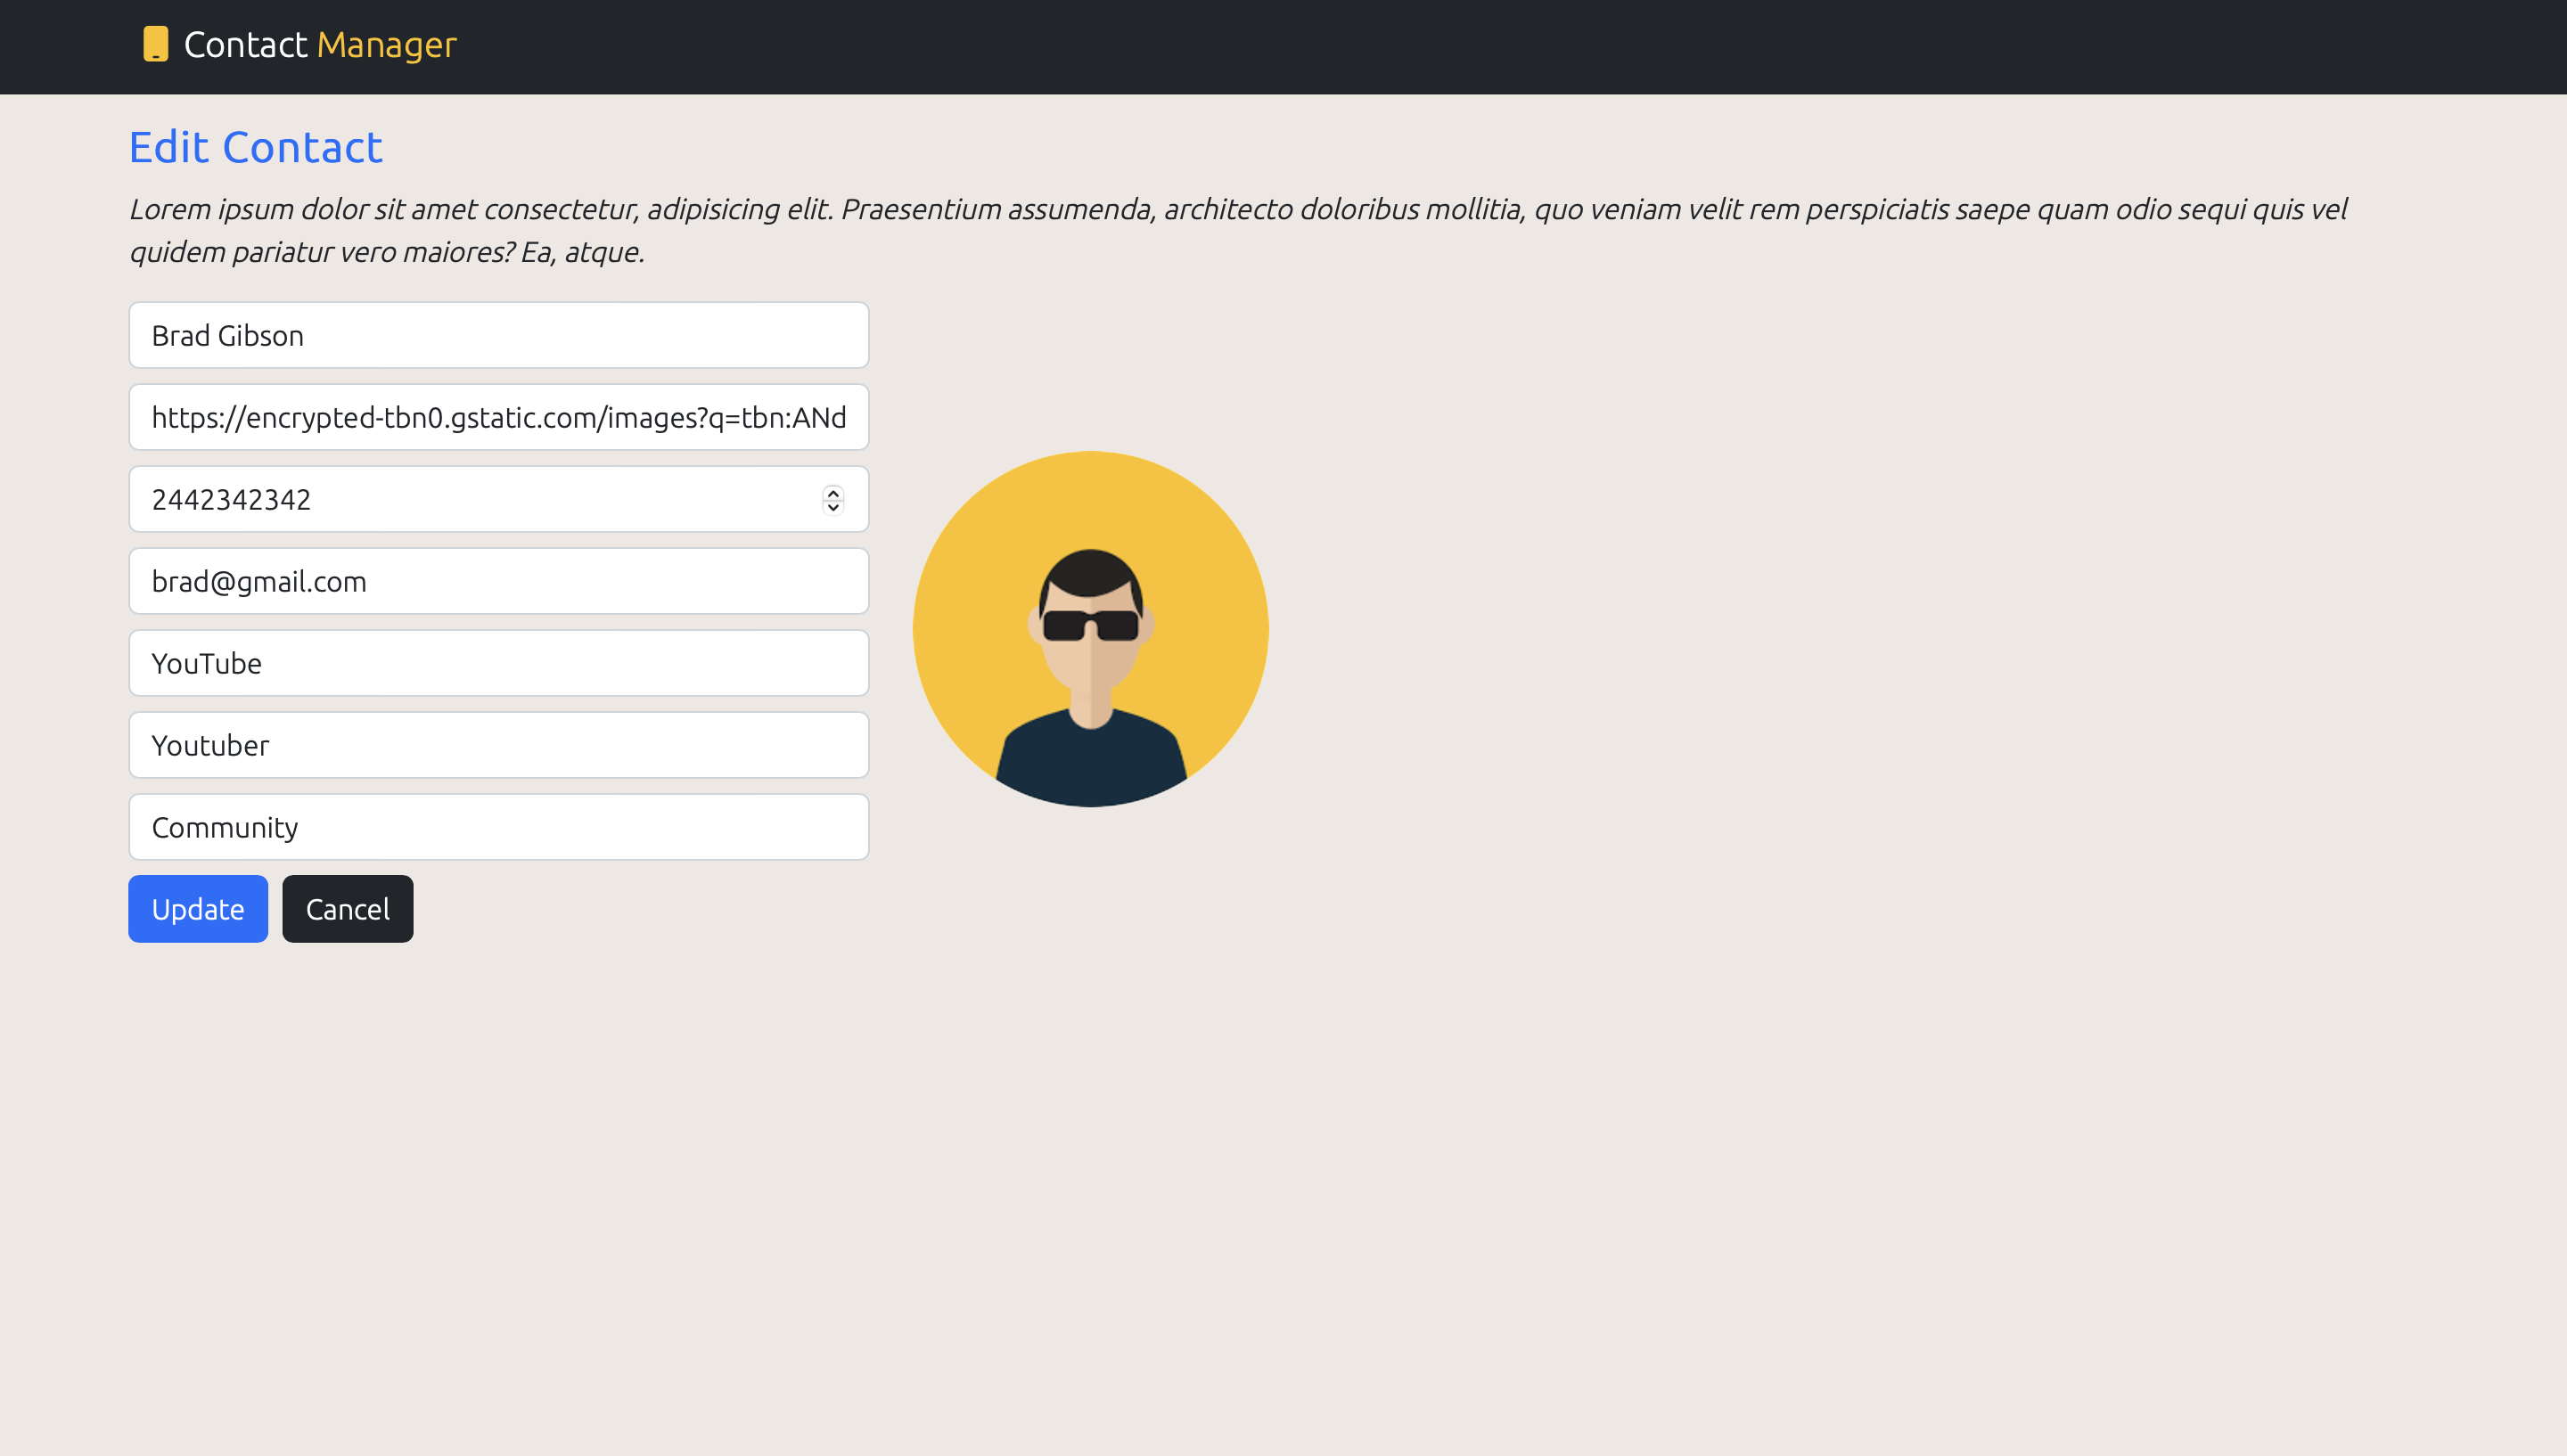 Contact Manager
Edit Contact
Lorem ipsum dolor sit amet consectetur, adipisicing elit. Praesentium assumenda, architecto doloribus mollitia, quo veniam velit rem perspiciatis saepe quam odio sequi quis vel
quidem pariatur vero maiores? Ea, atque.
Brad Gibson
https://encrypted-tbn0.gstatic.com/images?q=tbn:ANd
2442342342
brad@gmail.com
YouTube
Youtuber
Community
Update Cancel